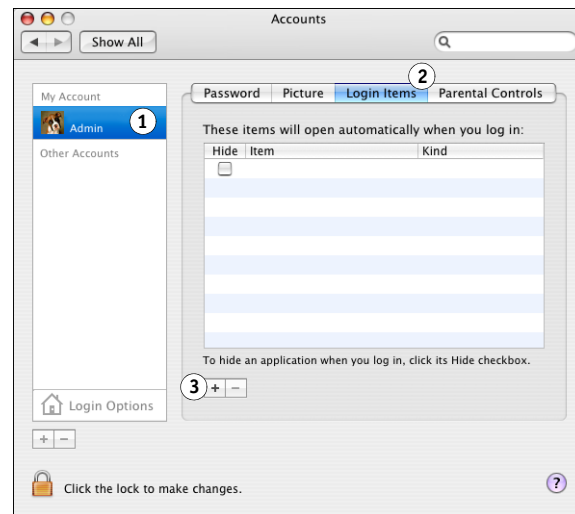 Accounts
Show All
My Account
Admin
1
Other Accounts
Login Options
+ −
2
Password Picture Login Items Parental Controls
These items will open automatically when you log in:
Hide Item Kind
To hide an application when you log in, click its Hide checkbox.
3
+ −
Click the lock to make changes.
?